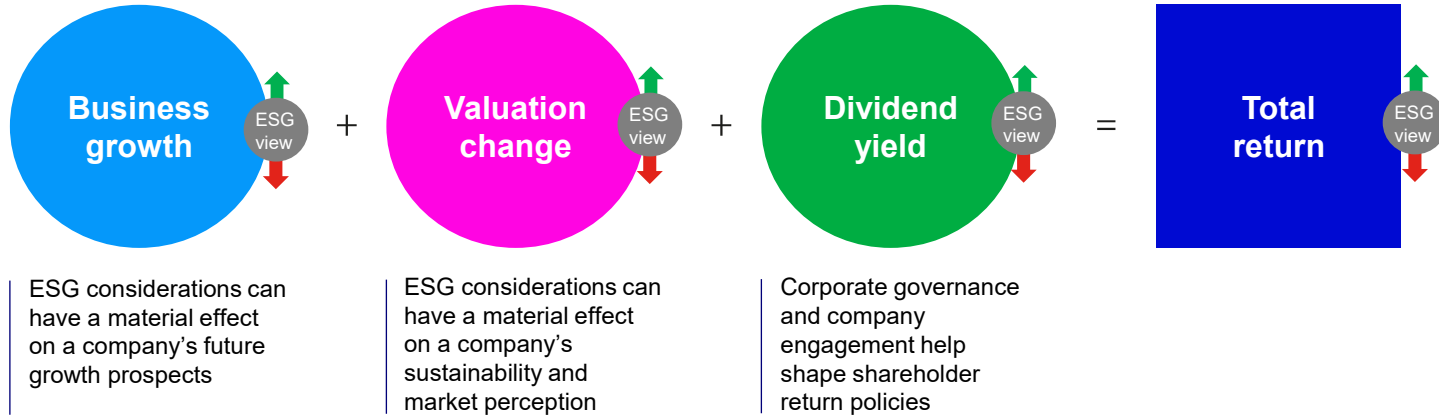 Business
growth
ESG
view
+
Valuation
change
ESG
view
+
Dividend
yield
ESG
view
=
Total
return
ESG
view
ESG considerations can
have a material effect
on a company’s future
growth prospects
ESG considerations can
have a material effect
on a company’s
sustainability and
market perception
Corporate governance
and company
engagement help
shape shareholder
return policies